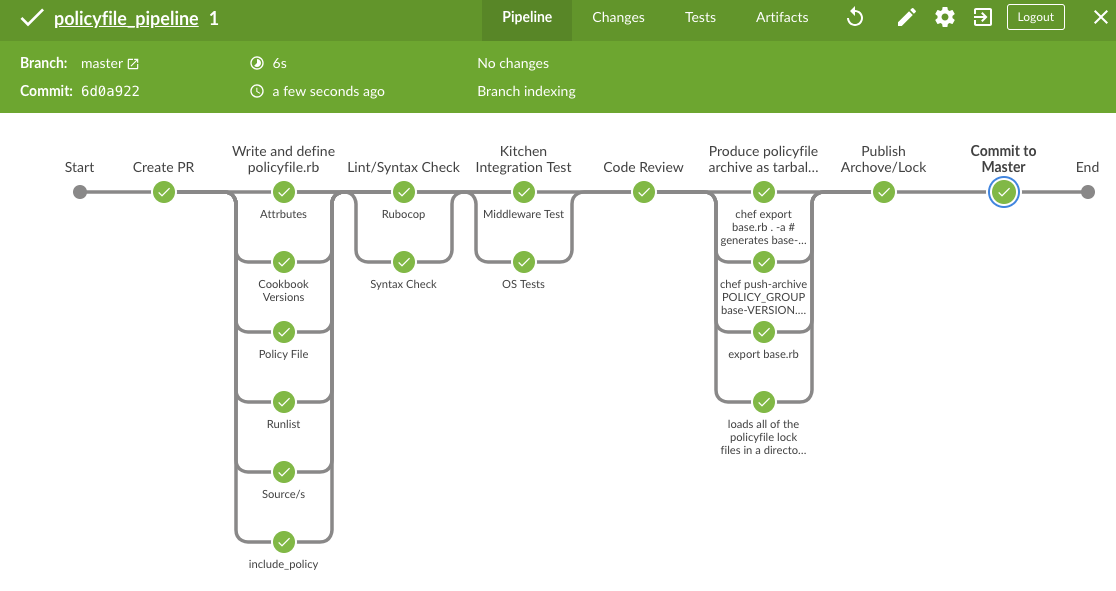 policyfile_pipeline 1
Pipeline
Changes
Tests
Artifacts
Logout
Branch: master
6s
No changes
Commit: 6d0a922
a few seconds ago
Branch indexing
Start
Create PR
Write and define
policyfile.rb
Lint/Syntax Check
Kitchen
Integration Test
Code Review
Produce policyfile
archive as tarbal...
Publish
Archove/Lock
Commit to
Master
End
Attrbutes
Cookbook
Versions
Policy File
Runlist
Source/s
include_policy
Rubocop
Syntax Check
Middleware Test
OS Tests
chef export
base.rb . -a #
generates base-...
chef push-archive
POLICY_GROUP
base-VERSION....
export base.rb
loads all of the
policyfile lock
files in a directo...